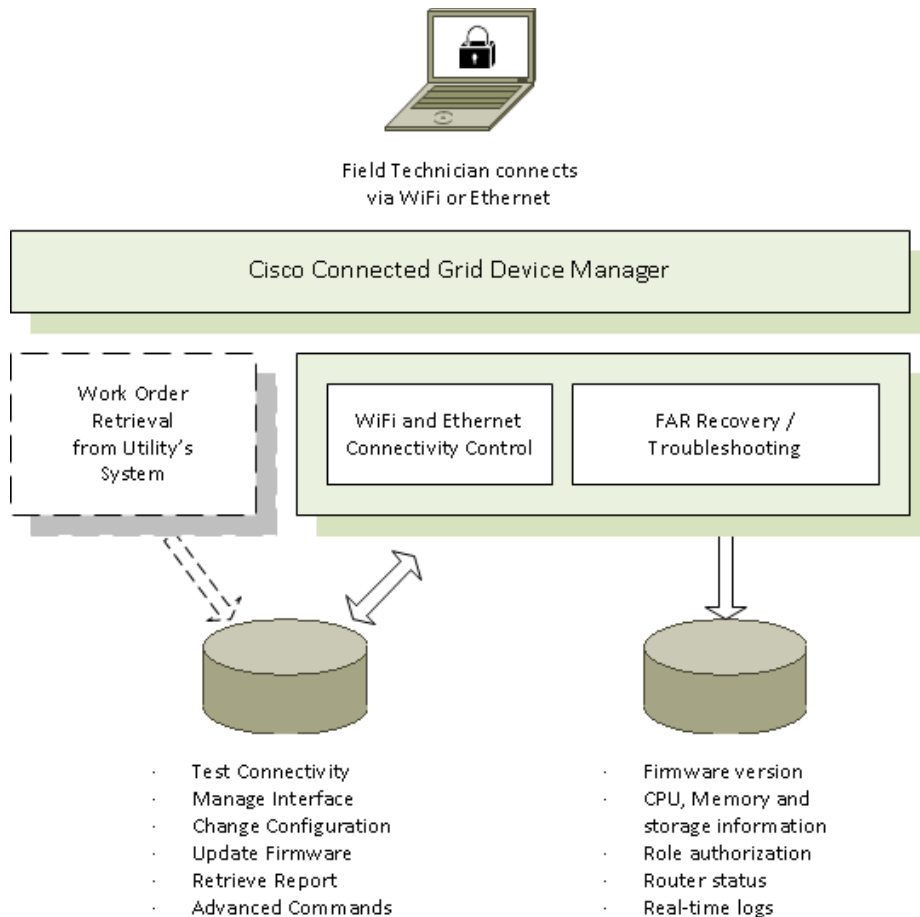 Field Technician connects
via WiFi or Ethernet
Cisco Connected Grid Device Manager
Work Order
Retrieval
from Utility's
System
WiFi and Ethernet
Connectivity Control
FAR Recovery /
Troubleshooting
· Test Connectivity
· Manage Interface
· Change Configuration
· Update Firmware
· Retrieve Report
· Advanced Commands
· Firmware version
· CPU, Memory and
storage information
· Role authorization
· Router status
· Real-time logs